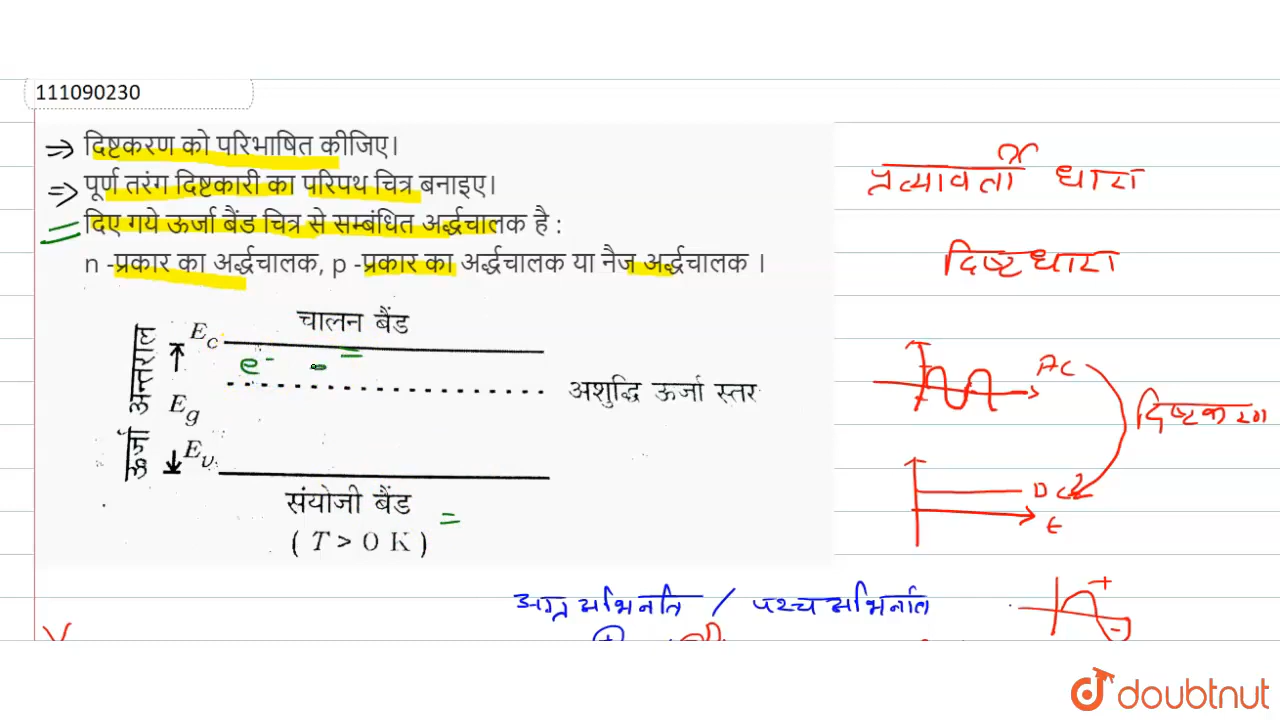 111090230
⇒ दिष्टकरण को परिभाषित कीजिए।
⇒ पूर्ण तरंग दिष्टकारी का परिपथ चित्र बनाइए।
दिए गये ऊर्जा बैंड चित्र से सम्बंधित अर्द्धचालक है :
n -प्रकार का अर्द्धचालक, p -प्रकार का अर्द्धचालक या नैज अर्द्धचालक ।
प्रत्यावर्ती धारा
दिष्टधारा
चालन बैंड
E_c
e⁻
अशुद्धि ऊर्जा स्तर
ऊर्जा अन्तराल
E_g
E_v
संयोजी बैंड
( T > 0 K )
AC
दिष्टकरण
DC
t
अग्र अभिनति / पश्च अभिनति
+
-
doubtnut